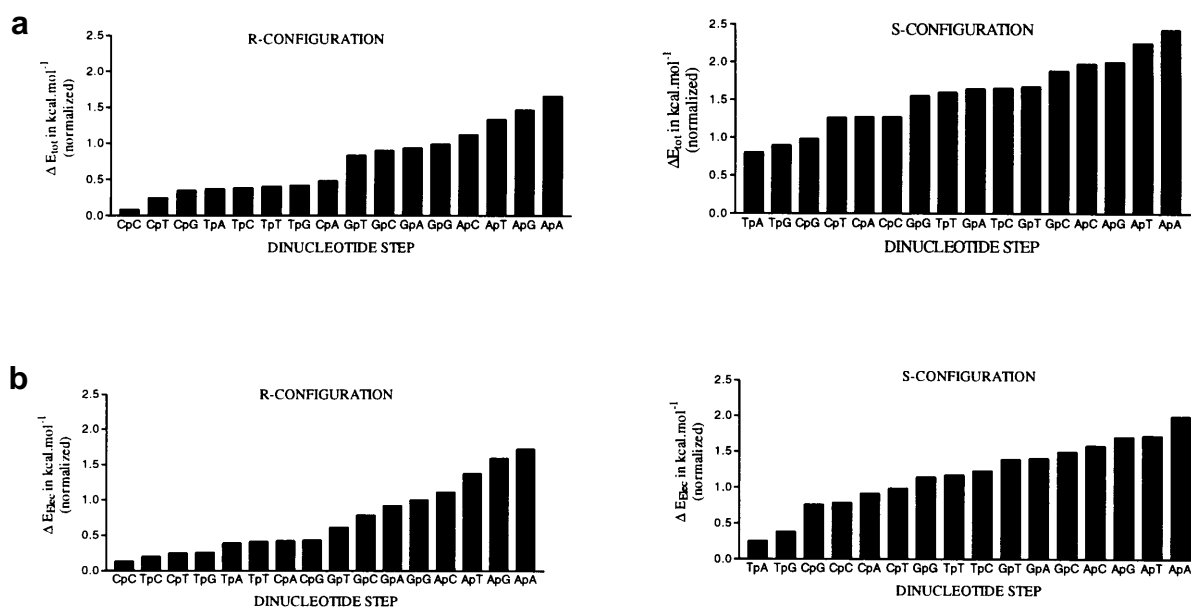 a
R-CONFIGURATION
Δ E tot in kcal.mol-1
(normalized)
2.5
2.0
1.5
1.0
0.5
0.0
CpC CpT CpG TpA TpC TpT TpG CpA GpT GpC GpA GpG ApC ApT ApG ApA
DINUCLEOTIDE STEP
S-CONFIGURATION
ΔE tot in kcal.mol-1
(normalized)
2.5
2.0
1.5
1.0
0.5
0.0
TpA TpG CpG CpT CpA CpC GpG TpT GpA TpC GpT GpC ApC ApG ApT ApA
DINUCLEOTIDE STEP
b
R-CONFIGURATION
Δ E Elec in kcal.mol-1
(normalized)
2.5
2.0
1.5
1.0
0.5
0.0
CpC TpC CpT TpG TpA TpT CpA CpG GpT GpC GpA GpG ApC ApT ApG ApA
DINUCLEOTIDE STEP
S-CONFIGURATION
Δ E Elec in kcal.mol-1
(normalized)
2.5
2.0
1.5
1.0
0.5
0.0
TpA TpG CpG CpC CpA CpT GpG TpT TpC GpT GpA GpC ApC ApG ApT ApA
DINUCLEOTIDE STEP